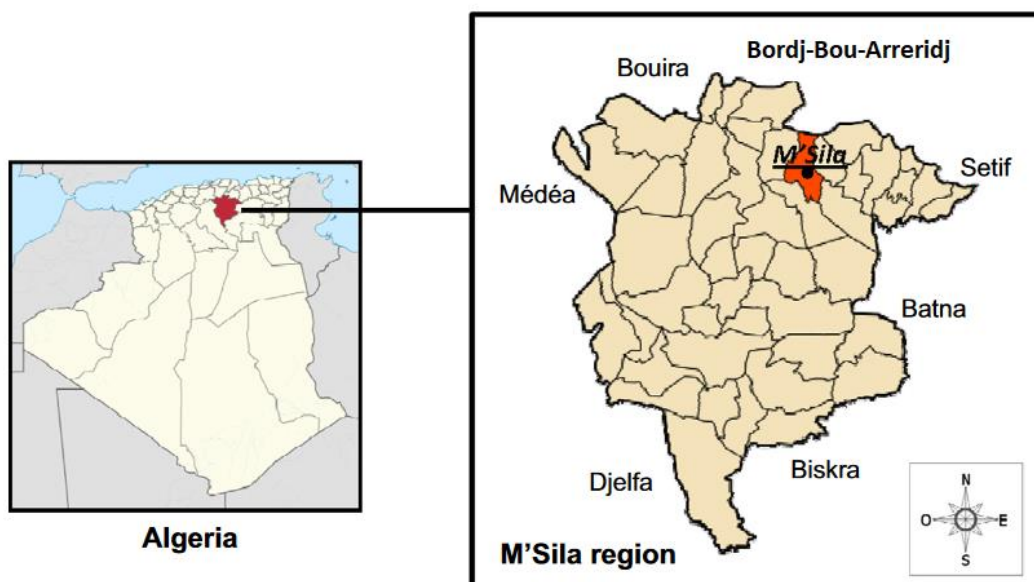 Bordj-Bou-Arreridj
Bouira
M'Sila
Setif
Médéa
Batna
Djelfa
Biskra
N
O
E
S
Algeria
M'Sila region